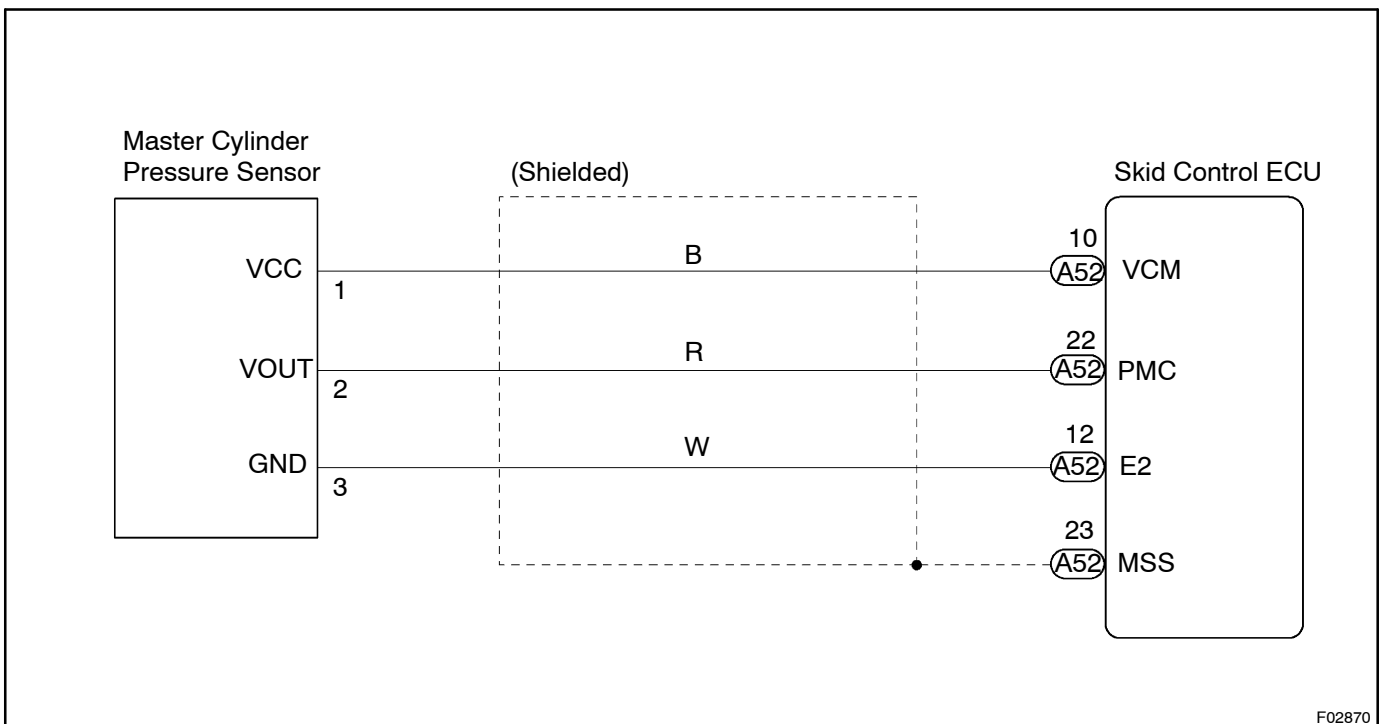 Master Cylinder
Pressure Sensor
(Shielded)
Skid Control ECU
VCC
1
B
10
A52
VCM
VOUT
2
R
22
A52
PMC
GND
3
W
12
A52
E2
23
A52
MSS
F02870